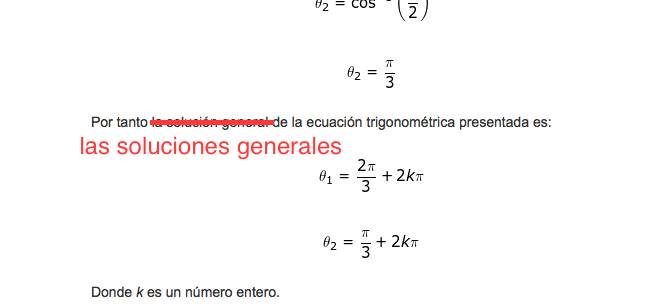 θ₂ = cos⁻¹(1/2)
θ₂ = π/3
Por tanto la solución general de la ecuación trigonométrica presentada es:
las soluciones generales
θ₁ = 2π/3 + 2kπ
θ₂ = π/3 + 2kπ
Donde k es un número entero.